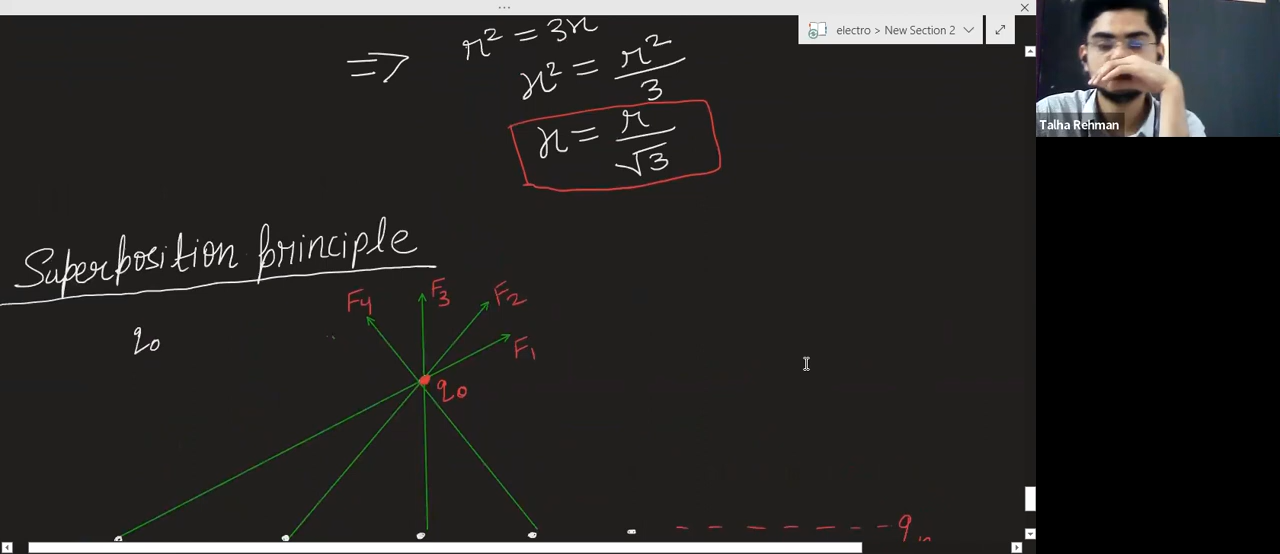 ...
electro > New Section 2
r² = 3x
=> x² = r²/3
x = r/√3
Talha Rehman
Superposition principle
F4 F3 F2
q0 F1
q0
- - - - - - - q